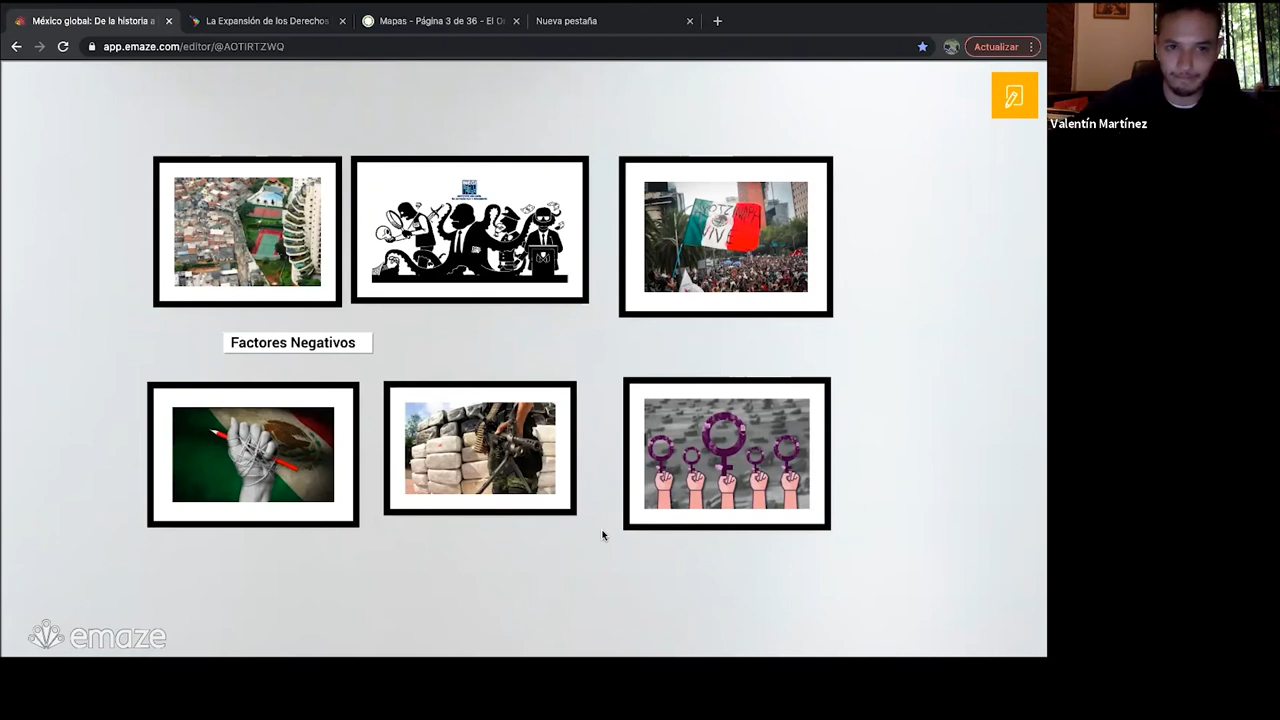 México global: De la historia a
La Expansión de los Derechos
Mapas - Página 3 de 36 - El O
Nueva pestaña
app.emaze.com/editor/@AOTIRTZWQ
Actualizar
Valentín Martínez
Factores Negativos
emaze